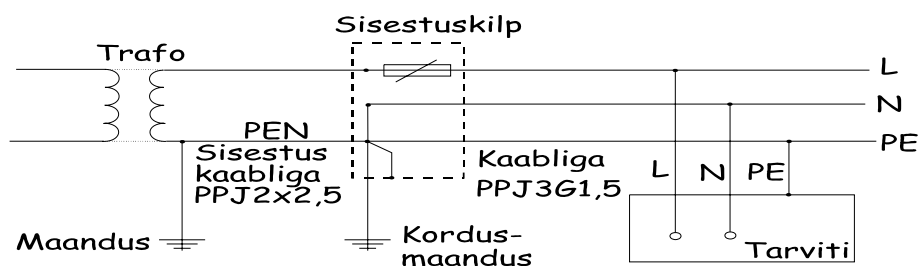 Sisestuskilp
Trafo
L
N
PEN
PE
Sisestus
kaabliga
PPJ2x2,5
Kaabliga
PPJ3G1,5
L
N
PE
Maandus
Kordus-
maandus
Tarviti